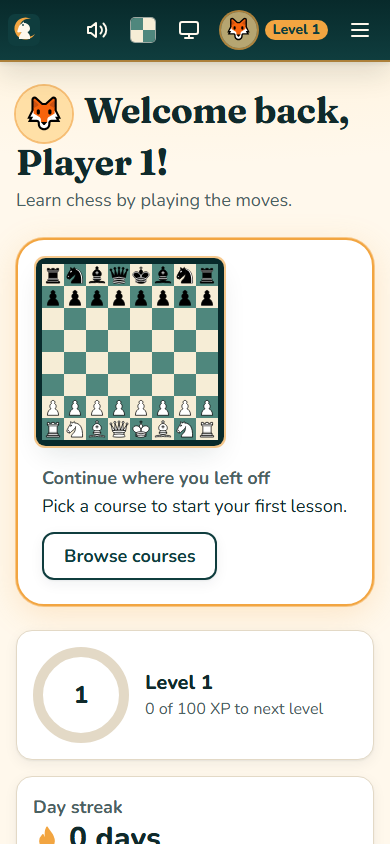 Level 1
Welcome back,
Player 1!
Learn chess by playing the moves.
Continue where you left off
Pick a course to start your first lesson.
Browse courses
1
Level 1
0 of 100 XP to next level
Day streak
0 days